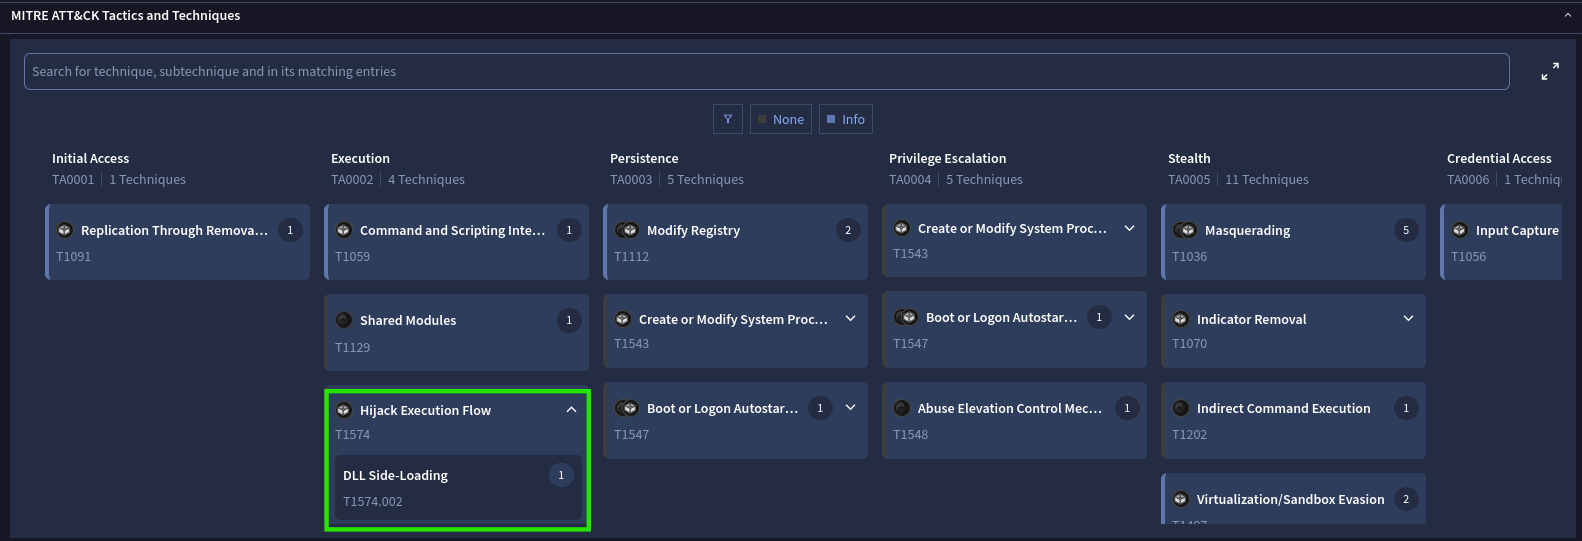 MITRE ATT&CK Tactics and Techniques
Search for technique, subtechnique and in its matching entries
None
Info
Initial Access
TA0001 | 1 Techniques
Replication Through Remova... 1
T1091
Execution
TA0002 | 4 Techniques
Command and Scripting Inte... 1
T1059
Shared Modules 1
T1129
Hijack Execution Flow
T1574
DLL Side-Loading 1
T1574.002
Persistence
TA0003 | 5 Techniques
Modify Registry 2
T1112
Create or Modify System Proc...
T1543
Boot or Logon Autostar... 1
T1547
Privilege Escalation
TA0004 | 5 Techniques
Create or Modify System Proc...
T1543
Boot or Logon Autostar... 1
T1547
Abuse Elevation Control Mec... 1
T1548
Stealth
TA0005 | 11 Techniques
Masquerading 5
T1036
Indicator Removal
T1070
Indirect Command Execution 1
T1202
Virtualization/Sandbox Evasion 2
Credential Access
TA0006 | 1 Techniq
Input Capture
T1056